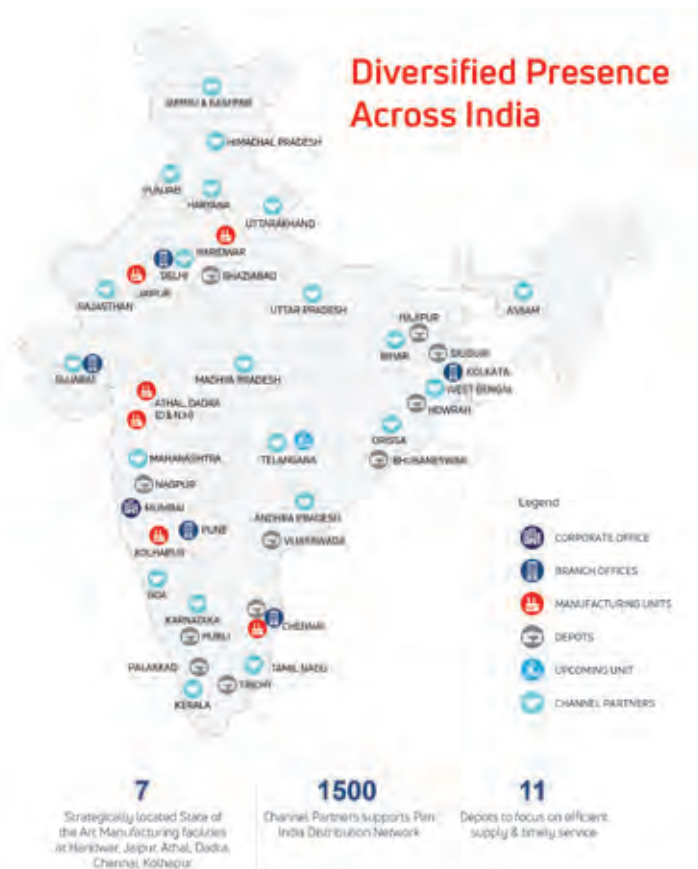 Diversified Presence
Across India
JAMMU & KASHMIR
HIMACHAL PRADESH
PUNJAB
HARYANA
UTTARAKHAND
HARIDWAR
DELHI
GHAZIABAD
JAIPUR
RAJASTHAN
UTTAR PRADESH
ASSAM
HAJIPUR
BIHAR
SILIGURI
KOLKATA
GUJARAT
MADHYA PRADESH
WEST BENGAL
ATHAL, DADRA
(D & N.H)
HOWRAH
ORISSA
MAHARASHTRA
TELANGANA
BHUBANESWAR
NAGPUR
MUMBAI
ANDHRA PRADESH
PUNE
VIJAYAWADA
KOLHAPUR
GOA
KARNATAKA
HUBLI
CHENNAI
PALAKKAD
TAMIL NADU
TRICHY
KERALA
Legend
CORPORATE OFFICE
BRANCH OFFICES
MANUFACTURING UNITS
DEPOTS
UPCOMING UNIT
CHANNEL PARTNERS
7
Strategically located State of
the Art Manufacturing facilities
at Haridwar, Jaipur, Athal, Dadra,
Chennai, Kolhapur
1500
Channel Partners supports Pan
India Distribution Network
11
Depots to focus on efficient
supply & timely service